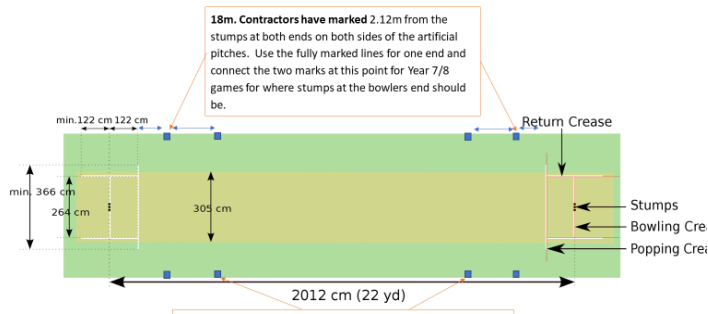 18m. Contractors have marked 2.12m from the
stumps at both ends on both sides of the artificial
pitches. Use the fully marked lines for one end and
connect the two marks at this point for Year 7/8
games for where stumps at the bowlers end should
be.
min.122 cm 122 cm
Return Crease
min. 366 cm
264 cm
305 cm
Stumps
Bowling Crea
Popping Crea
2012 cm (22 yd)